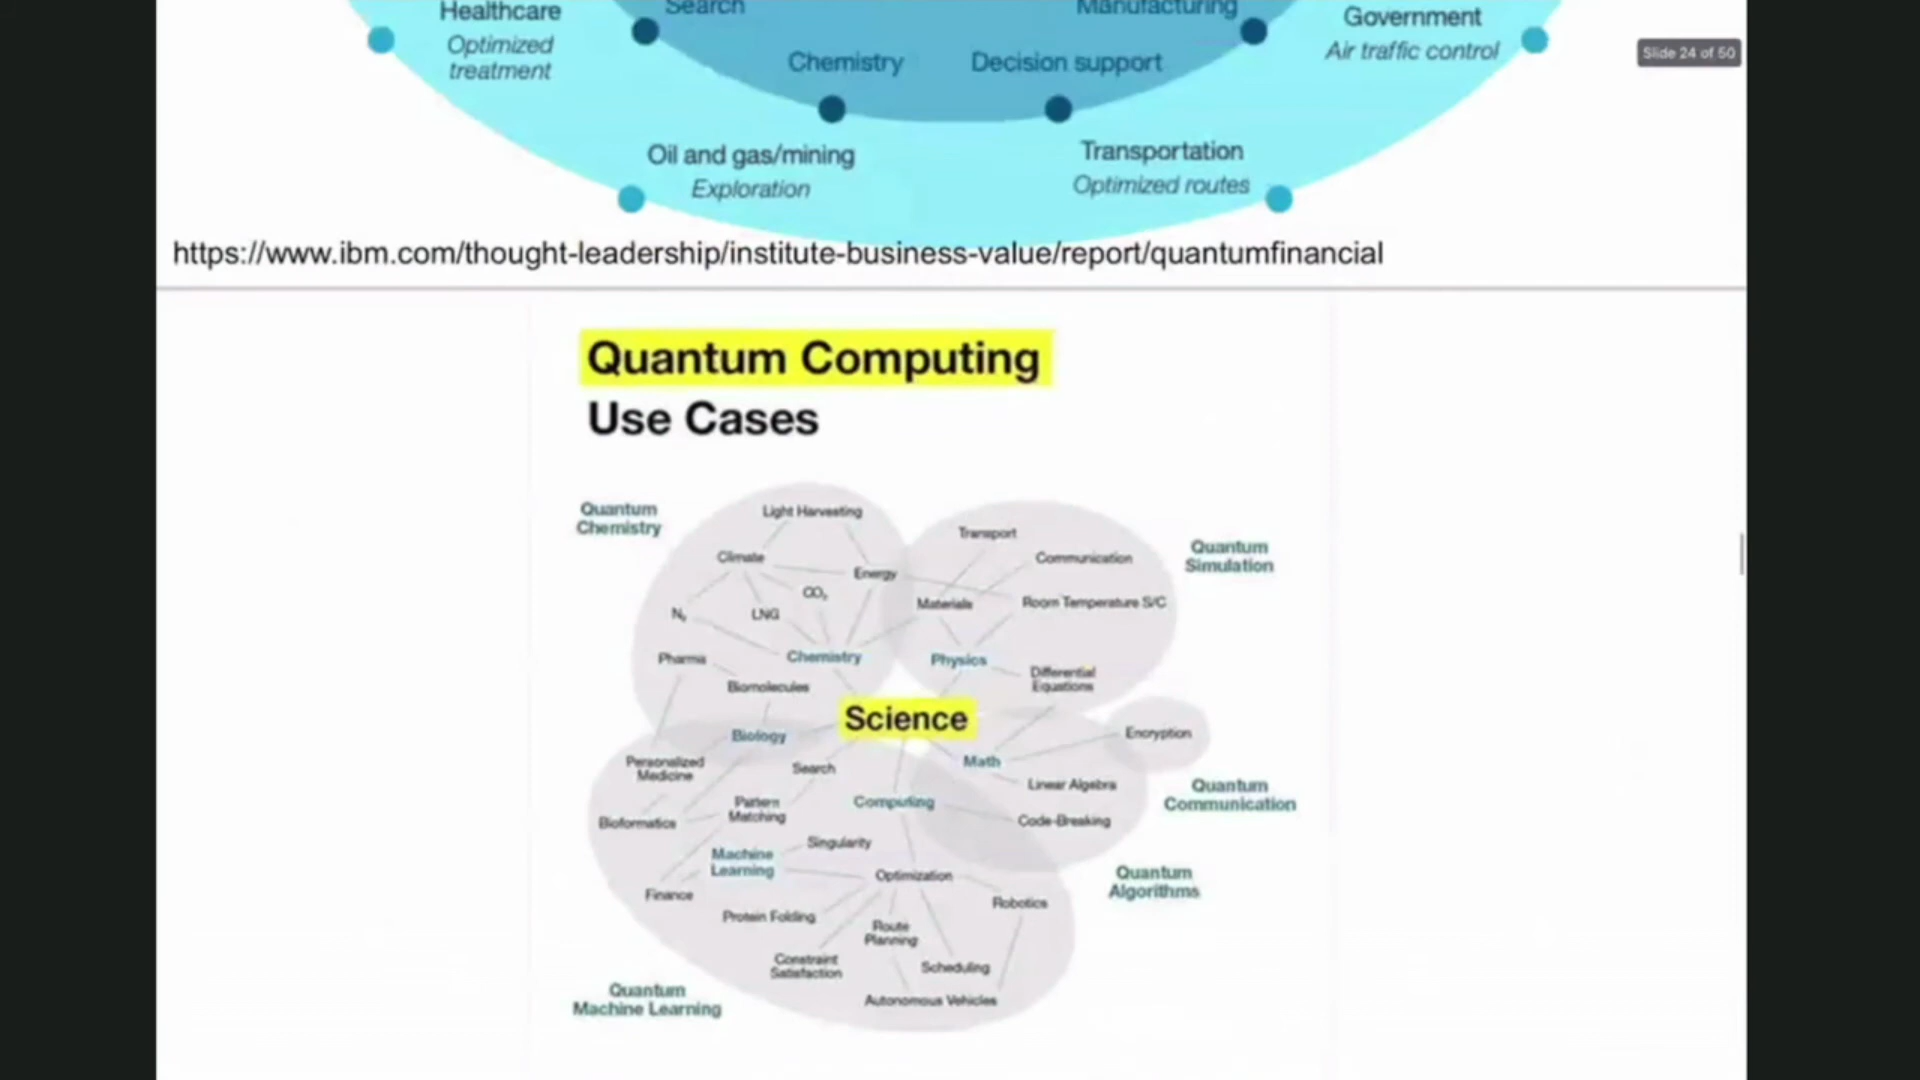 Search
Manufacturing
Healthcare
Optimized
treatment
Government
Air traffic control
Slide 24 of 50
Chemistry
Decision support
Oil and gas/mining
Exploration
Transportation
Optimized routes
https://www.ibm.com/thought-leadership/institute-business-value/report/quantumfinancial
Quantum Computing
Use Cases
Quantum
Chemistry
Light Harvesting
Transport
Climate
Communication
Quantum
Simulation
Energy
CO₂
Materials
Room Temperature S/C
N₂
LNG
Pharma
Chemistry
Physics
Differential
Equations
Biomolecules
Science
Biology
Encryption
Personalized
Medicine
Search
Math
Linear Algebra
Quantum
Communication
Pattern
Matching
Computing
Bioformatics
Code-Breaking
Singularity
Machine
Learning
Optimization
Quantum
Algorithms
Finance
Robotics
Protein Folding
Route
Planning
Constraint
Satisfaction
Scheduling
Autonomous Vehicles
Quantum
Machine Learning